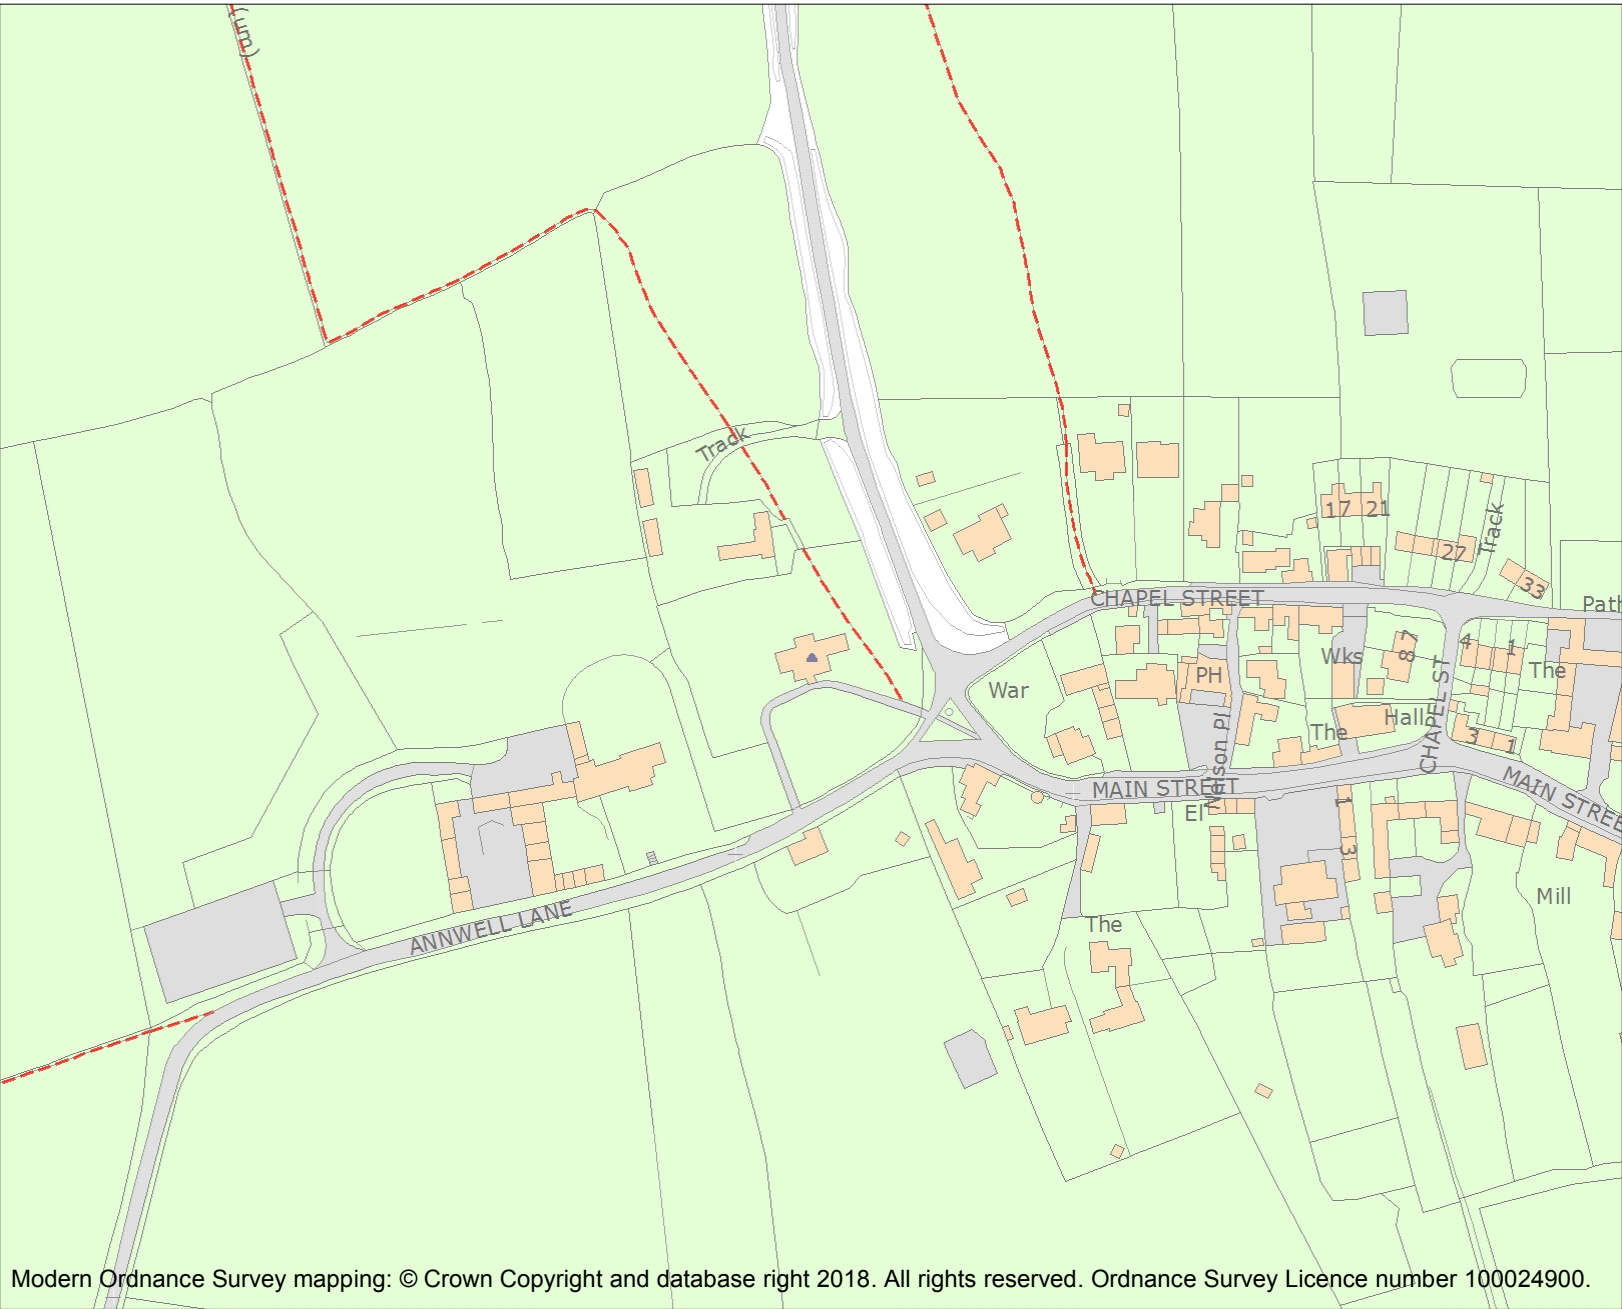 (um)
Track
CHAPEL STREET
17 21
27
Track
33
Path
War
PH
Wks
8 7
4 1
The
CHAPEL ST
Nelson Pl
The
Hall
3 1
MAIN STREET
MAIN STREE
El
1
3
Mill
The
ANNWELL LANE
Modern Ordnance Survey mapping: © Crown Copyright and database right 2018. All rights reserved. Ordnance Survey Licence number 100024900.